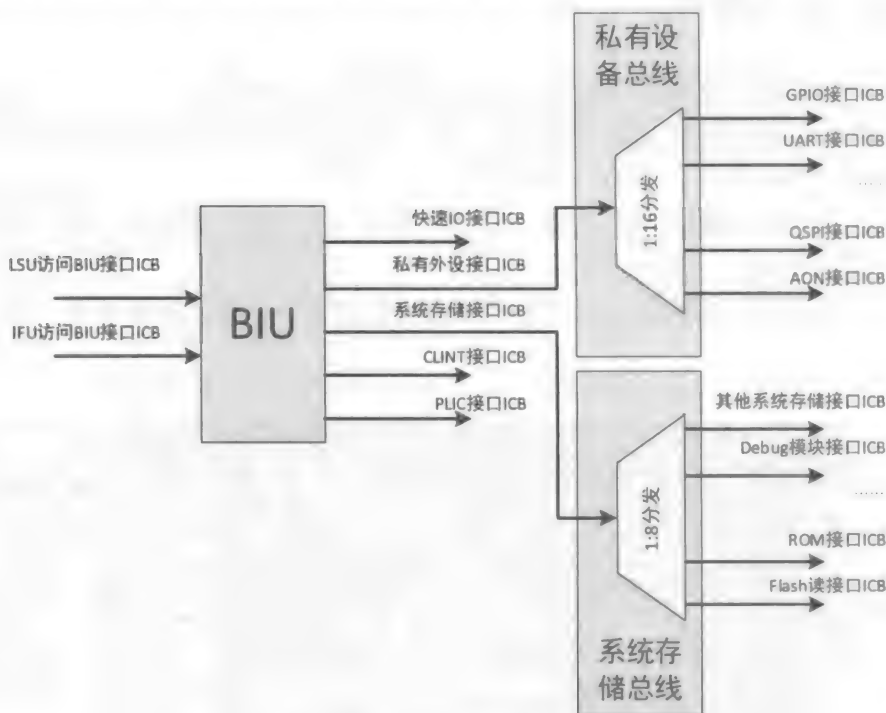 私有设
备总线
GPIO接口ICB
UART接口ICB
......
1:16分发
QSPI接口ICB
AON接口ICB
快速IO接口ICB
LSU访问BIU接口ICB
私有外设接口ICB
BIU
系统存储接口ICB
IFU访问BIU接口ICB
CLINT接口ICB
PLIC接口ICB
其他系统存储接口ICB
Debug模块接口ICB
......
1:8分发
ROM接口ICB
Flash读接口ICB
系统存
储总线